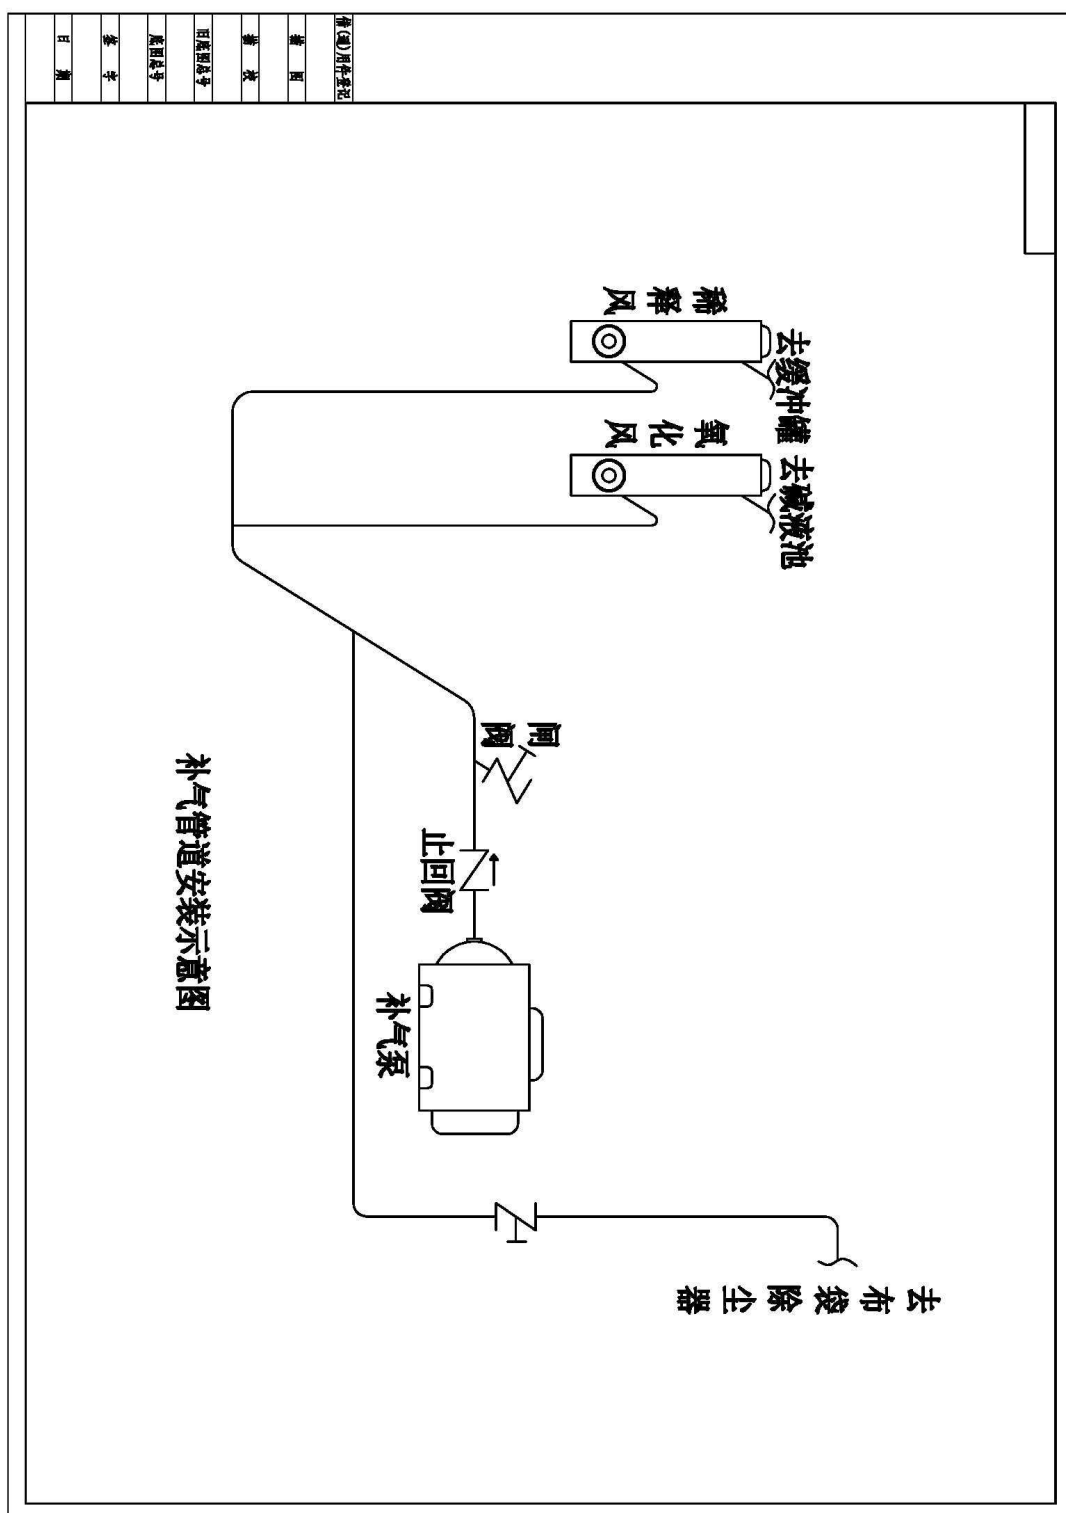 借(通)用件登记
描 图
描 校
旧底图总号
底图总号
签 字
日 期
稀释风
去缓冲罐
氧化风
去碱液池
闸阀
止回阀
补气泵
去布袋除尘器
补气管道安装示意图